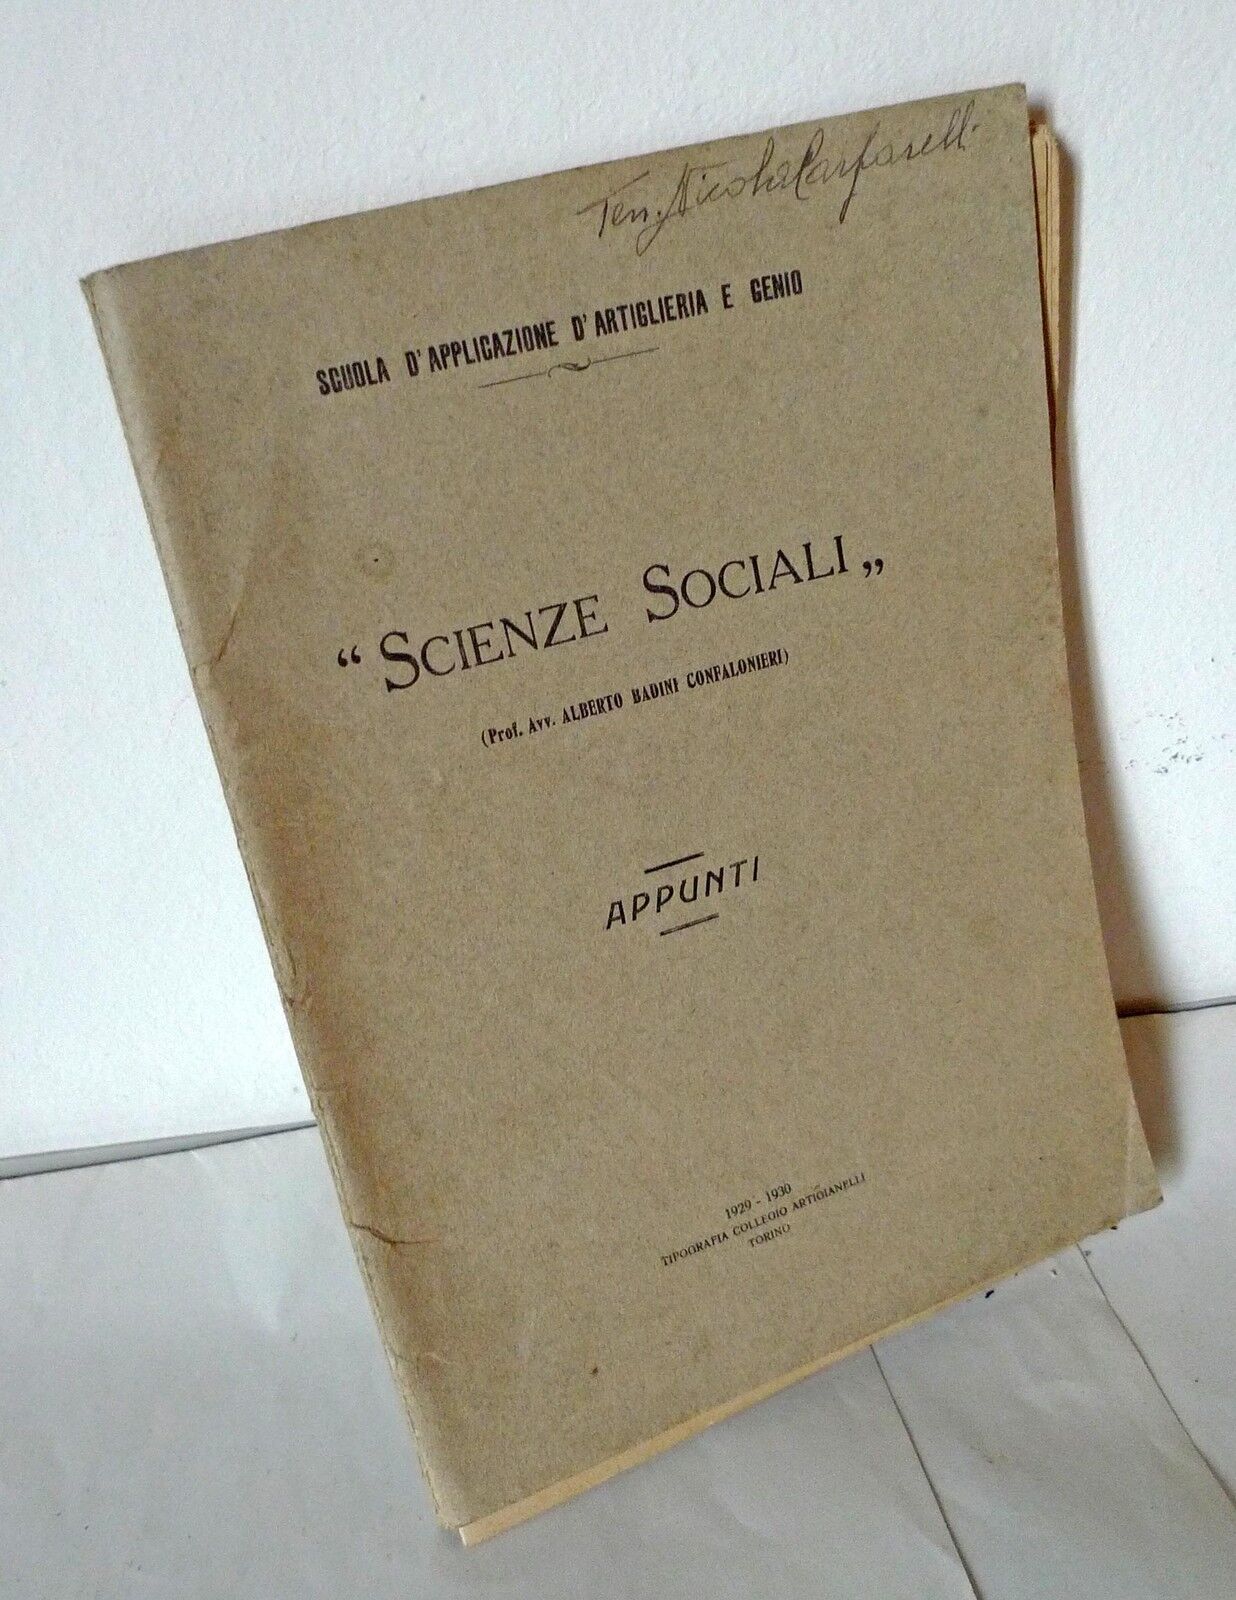 Ten. Nicola
SCUOLA D'APPLICAZIONE D'ARTIGLIERIA E GENIO
“SCIENZE SOCIALI„
(Prof. Avv. ALBERTO BADINI CONFALONIERI)
APPUNTI
1929 - 1930
TIPOGRAFIA COLLEGIO ARTIGIANELLI
TORINO